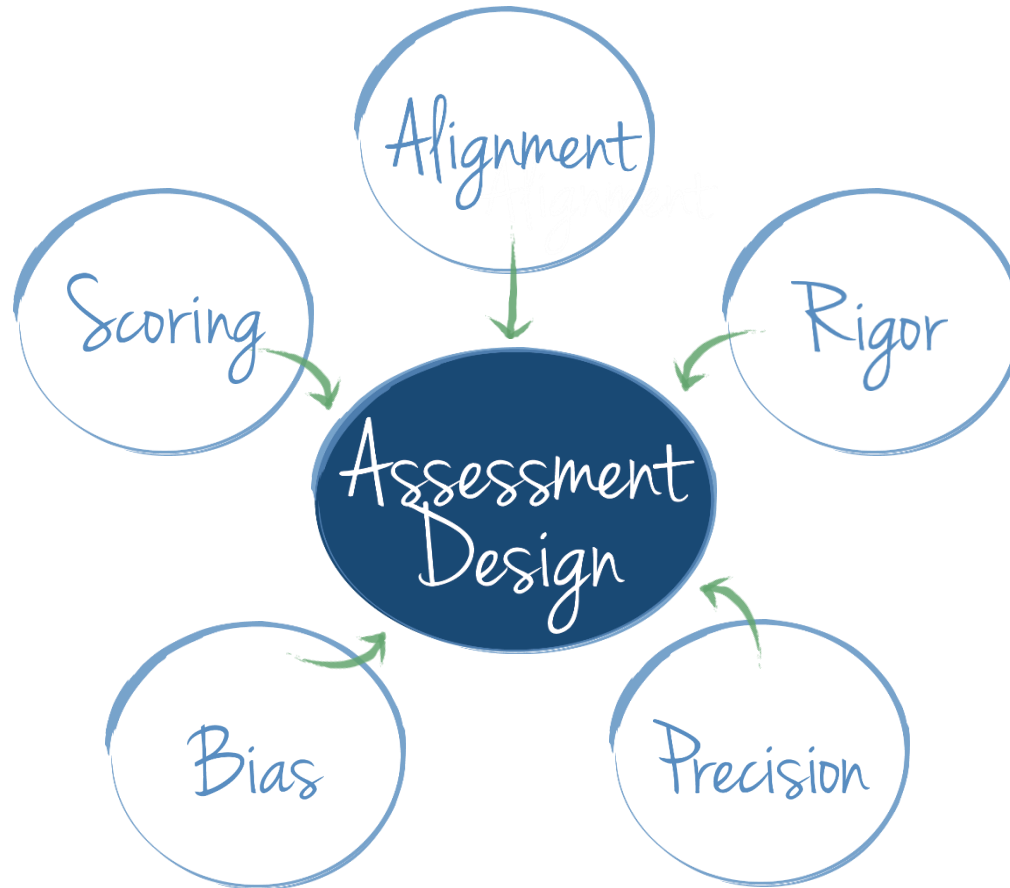 Alignment
Scoring
Rigor
Assessment
Design
Bias
Precision